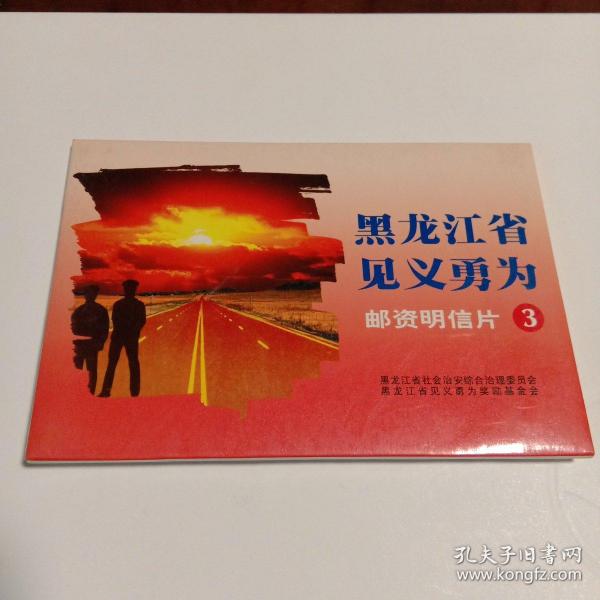 黑龙江省
见义勇为
邮资明信片 3
黑龙江省社会治安综合治理委员会
黑龙江省见义勇为奖励基金会
孔夫子旧书网
www.kongfz.com